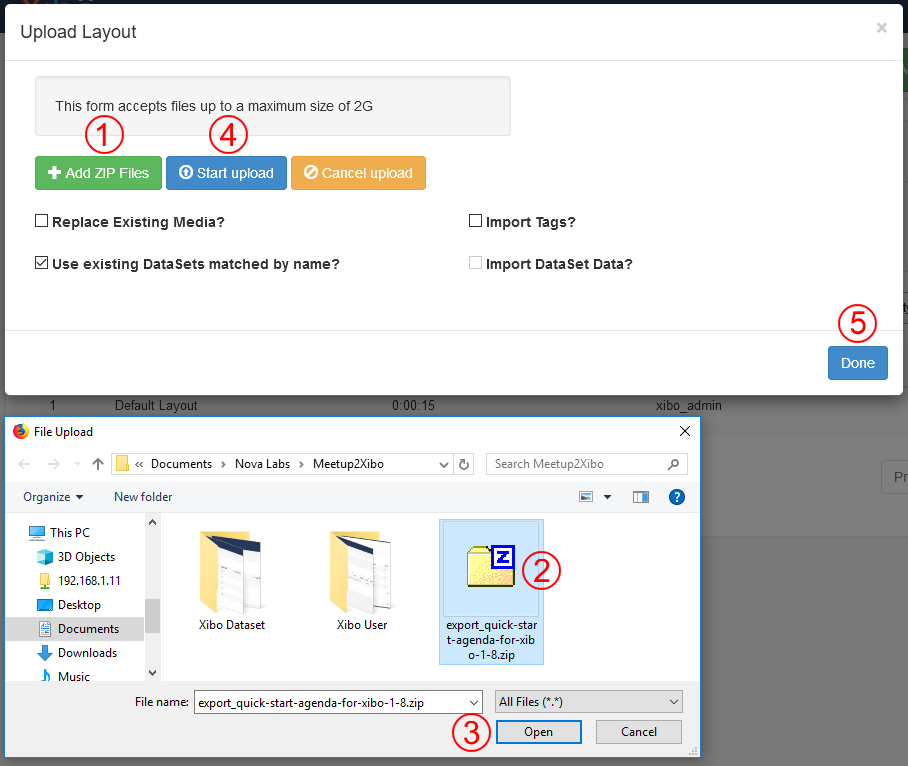 Upload Layout
×
This form accepts files up to a maximum size of 2G
1
4
Add ZIP Files
Start upload
Cancel upload
Replace Existing Media?
Import Tags?
Use existing DataSets matched by name?
Import DataSet Data?
5
Done
1 Default Layout 0:00:15 xibo_admin
File Upload
« Documents > Nova Labs > Meetup2Xibo
Search Meetup2Xibo
Organize
New folder
?
This PC
3D Objects
192.168.1.11
Desktop
Documents
Downloads
Music
Xibo Dataset
Xibo User
Z
2
export_quick-star
t-agenda-for-xib
o-1-8.zip
File name:
export_quick-start-agenda-for-xibo-1-8.zip
All Files (*.*)
3
Open
Cancel